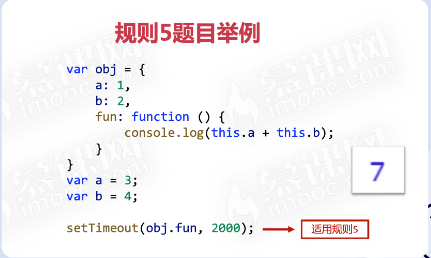 规则5题目举例
var obj = {
    a: 1,
    b: 2,
    fun: function () {
        console.log(this.a + this.b);
    }
}
var a = 3;
var b = 4;
7
setTimeout(obj.fun, 2000);
适用规则5
慕课网
imooc.com